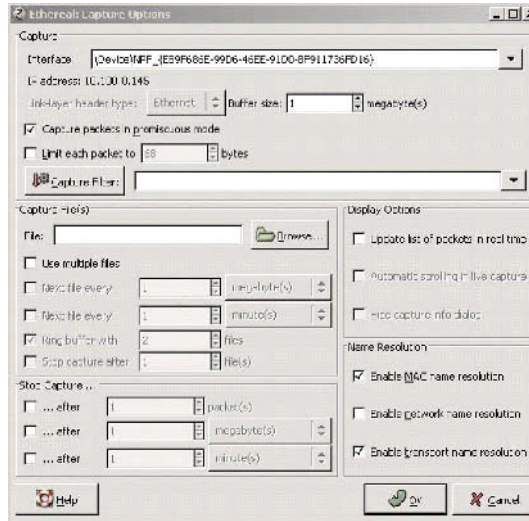 Ethereal: Capture Options
Capture
Interface \Device\NPF_{EB9F686E-99D6-46EE-91D0-8F911736FD16}
IP address: 10.100.0.145
Link-layer header type: Ethernet Buffer size: 1 megabyte(s)
Capture packets in promiscuous mode
Limit each packet to 68 bytes
Capture Filter:
Capture File(s)
File: Browse...
Use multiple files
Next file every 1 megabyte(s)
Next file every 1 minute(s)
Ring buffer with 2 files
Stop capture after 1 file(s)
Stop Capture ...
... after 1 packet(s)
... after 1 megabyte(s)
... after 1 minute(s)
Display Options
Update list of packets in real time
Automatic scrolling in live capture
Hide capture info dialog
Name Resolution
Enable MAC name resolution
Enable network name resolution
Enable transport name resolution
Help
OK
Cancel